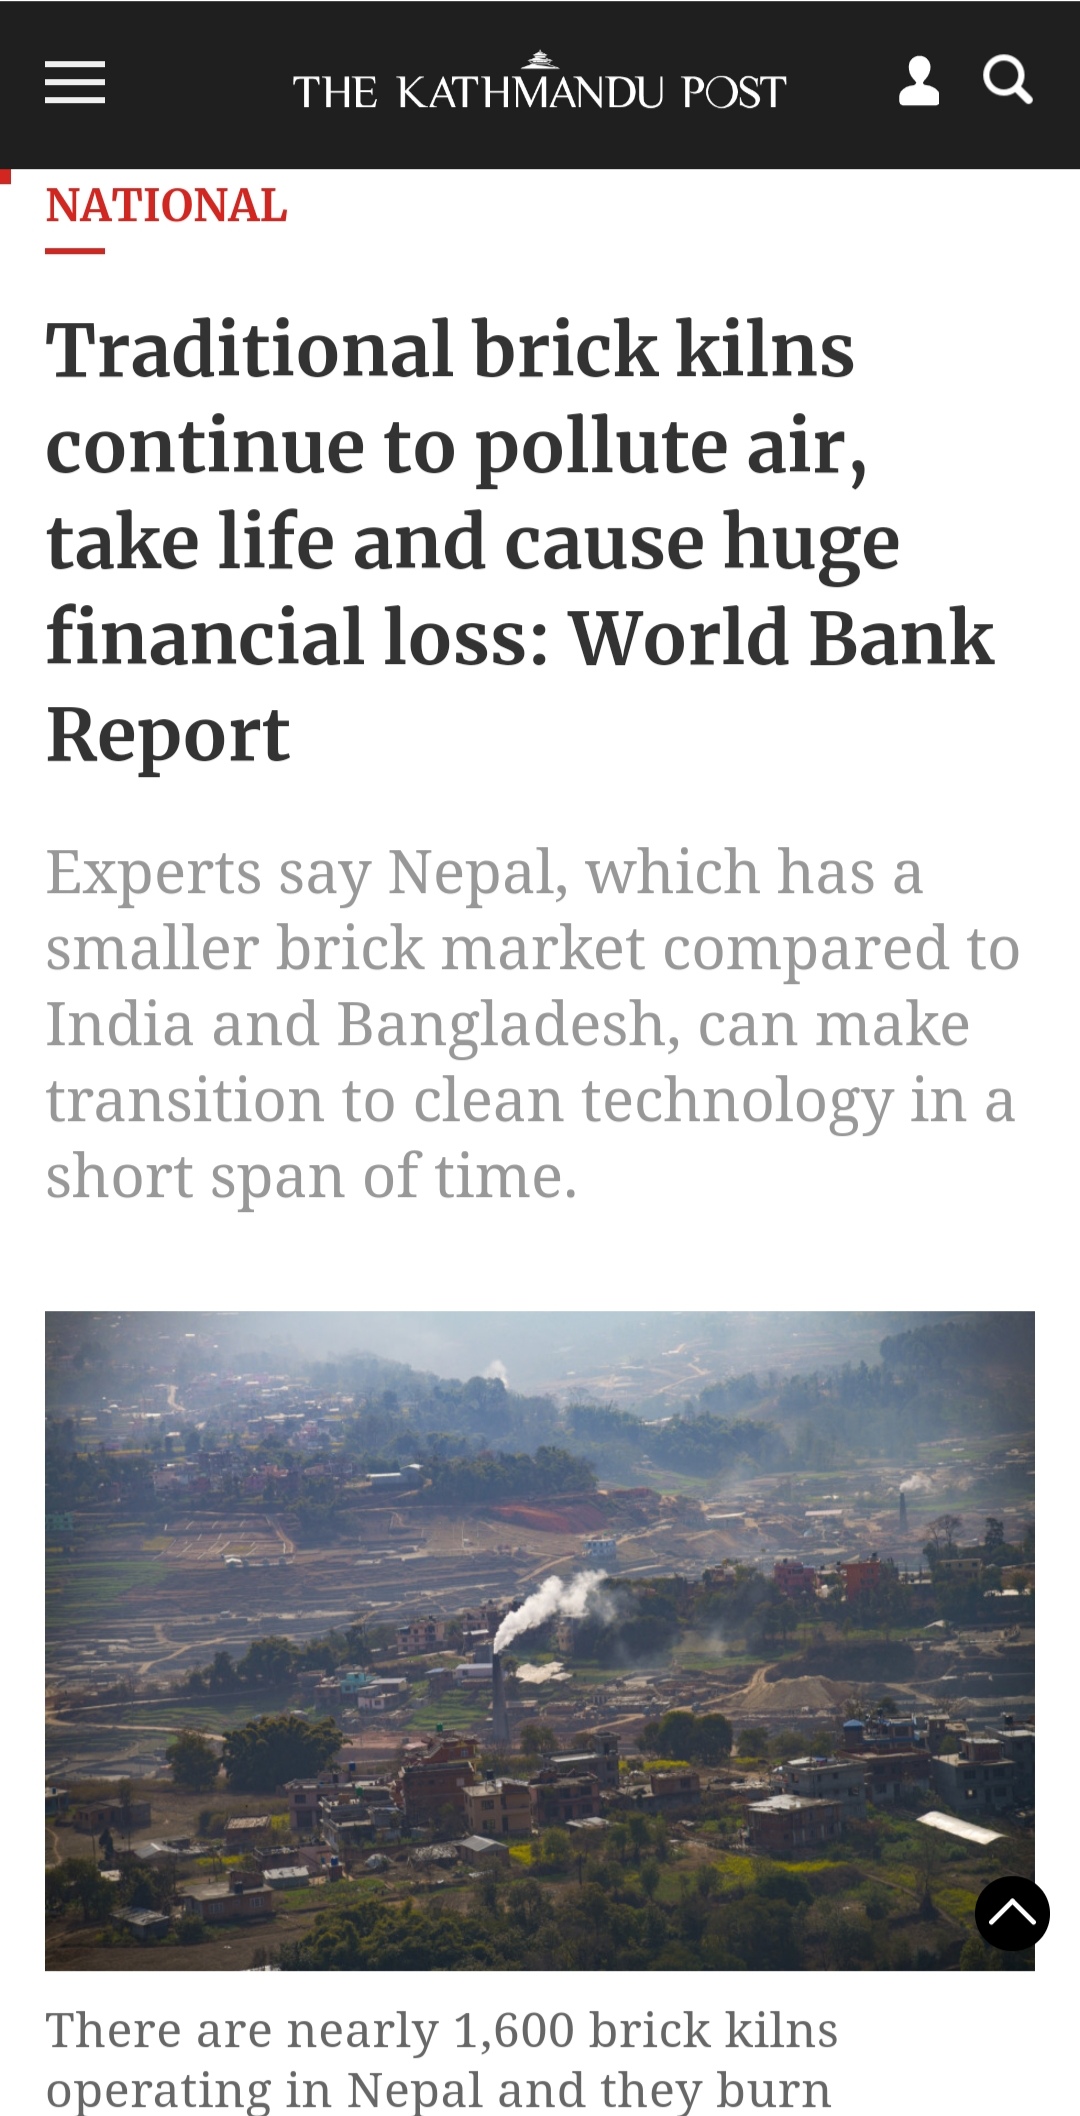 THE KATHMANDU POST
NATIONAL
Traditional brick kilns
continue to pollute air,
take life and cause huge
financial loss: World Bank
Report
Experts say Nepal, which has a
smaller brick market compared to
India and Bangladesh, can make
transition to clean technology in a
short span of time.
There are nearly 1,600 brick kilns
operating in Nepal and they burn